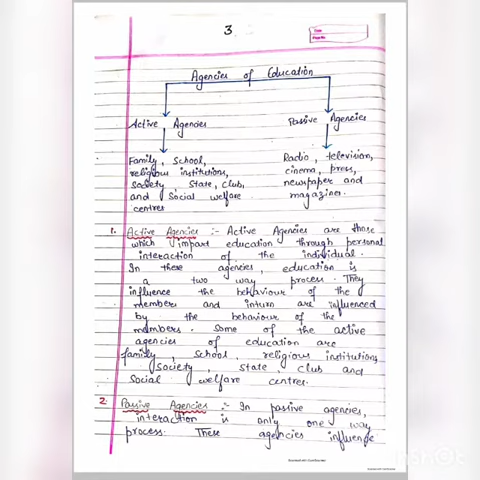 3
Date
Page No.
Agencies of Education
Active Agencies
Passive Agencies
Family, School,
religious institutions,
Society, State, Club,
and Social welfare
centres
Radio, television,
cinema, press,
newspaper and
magazines.
1. Active Agencies :- Active Agencies are those
which impart education through personal
interaction of the individual.
In these agencies, education is
a two way process. They
influence the behaviour of the
members and inturn are influenced
by the behaviour of the
members. Some of the active
agencies of education are
family, school, religious institutions,
Society, state, club and
Social welfare centres.
2. Passive Agencies :- In passive agencies,
interaction is only one way
process. These agencies influence